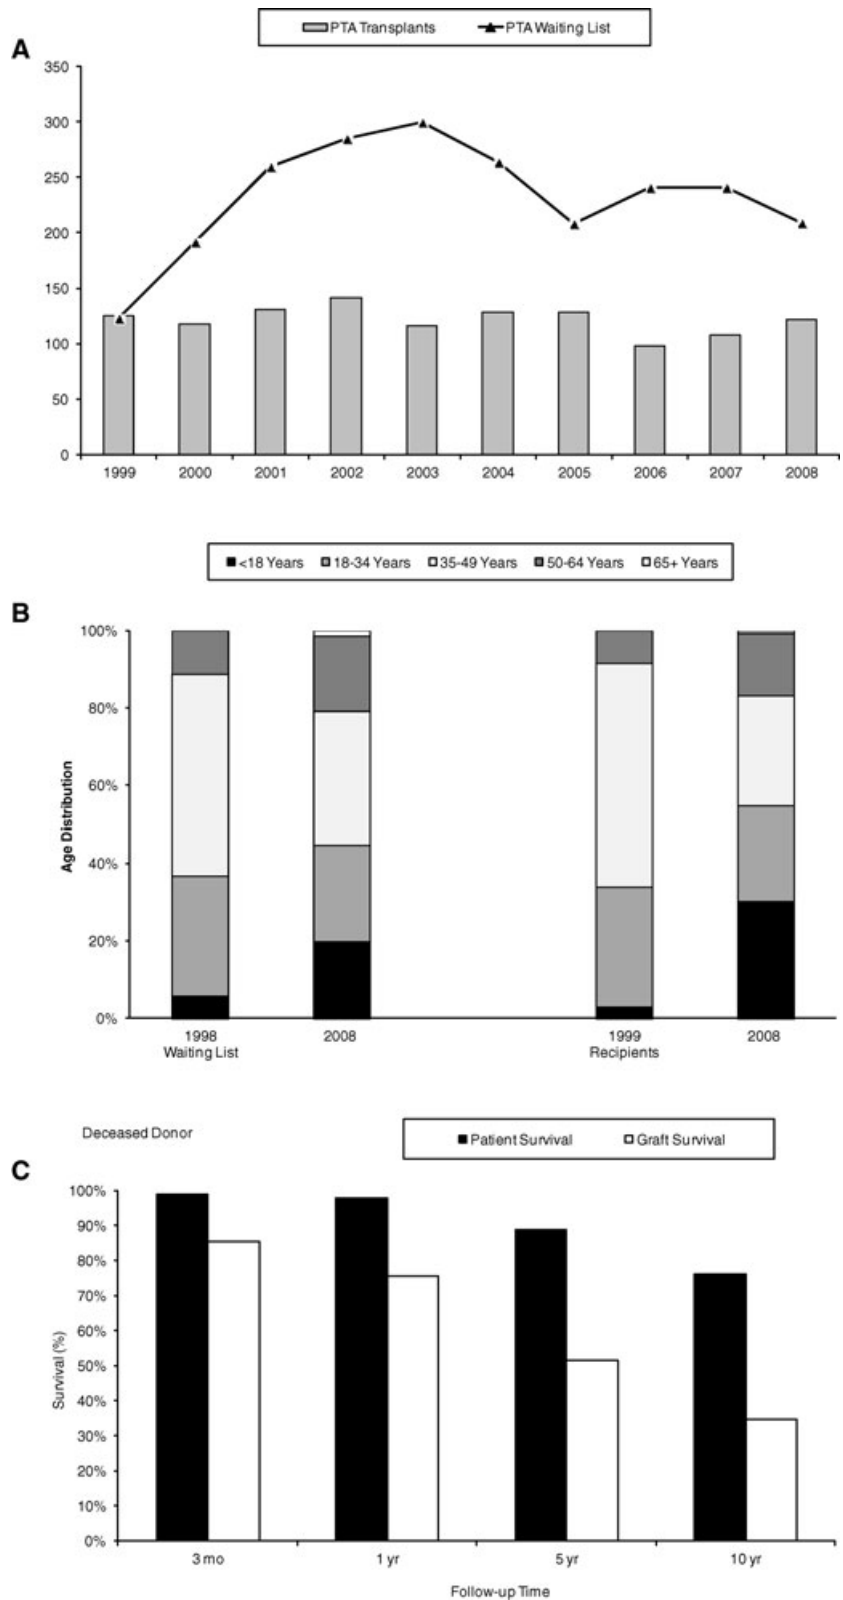 PTA Transplants PTA Waiting List
A
350
300
250
200
150
100
50
0
1999 2000 2001 2002 2003 2004 2005 2006 2007 2008
<18 Years 18-34 Years 35-49 Years 50-64 Years 65+ Years
B
100%
80%
60%
40%
20%
0%
Age Distribution
1998 2008 1999 2008
Waiting List Recipients
Deceased Donor
Patient Survival Graft Survival
C
100%
90%
80%
70%
60%
50%
40%
30%
20%
10%
0%
Survival (%)
3 mo 1 yr 5 yr 10 yr
Follow-up Time